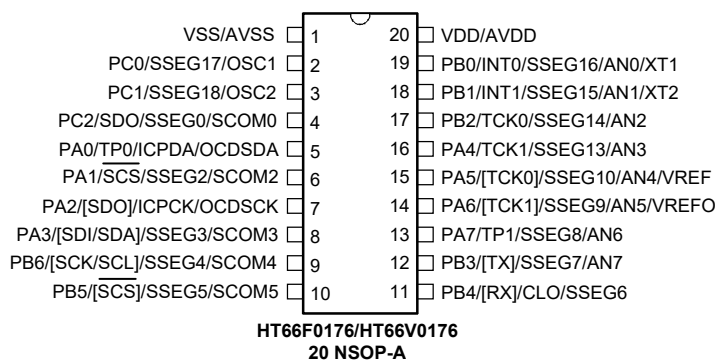 VSS/AVSS 1 20 VDD/AVDD
PC0/SSEG17/OSC1 2 19 PB0/INT0/SSEG16/AN0/XT1
PC1/SSEG18/OSC2 3 18 PB1/INT1/SSEG15/AN1/XT2
PC2/SDO/SSEG0/SCOM0 4 17 PB2/TCK0/SSEG14/AN2
PA0/TP0/ICPDA/OCDSDA 5 16 PA4/TCK1/SSEG13/AN3
PA1/SCS/SSEG2/SCOM2 6 15 PA5/[TCK0]/SSEG10/AN4/VREF
PA2/[SDO]/ICPCK/OCDSCK 7 14 PA6/[TCK1]/SSEG9/AN5/VREFO
PA3/[SDI/SDA]/SSEG3/SCOM3 8 13 PA7/TP1/SSEG8/AN6
PB6/[SCK/SCL]/SSEG4/SCOM4 9 12 PB3/[TX]/SSEG7/AN7
PB5/[SCS]/SSEG5/SCOM5 10 11 PB4/[RX]/CLO/SSEG6
HT66F0176/HT66V0176
20 NSOP-A